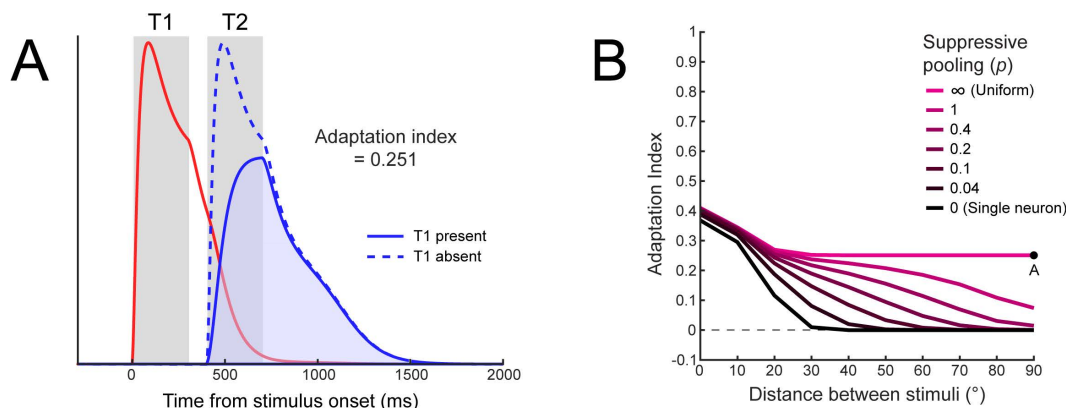 A
T1 T2
Adaptation index
= 0.251
T1 present
T1 absent
0 500 1000 1500 2000
Time from stimulus onset (ms)
B
Suppressive
pooling (p)
∞ (Uniform)
1
0.4
0.2
0.1
0.04
0 (Single neuron)
Adaptation Index
1
0.9
0.8
0.7
0.6
0.5
0.4
0.3
0.2
0.1
0
-0.1
A
0 10 20 30 40 50 60 70 80 90
Distance between stimuli (°)